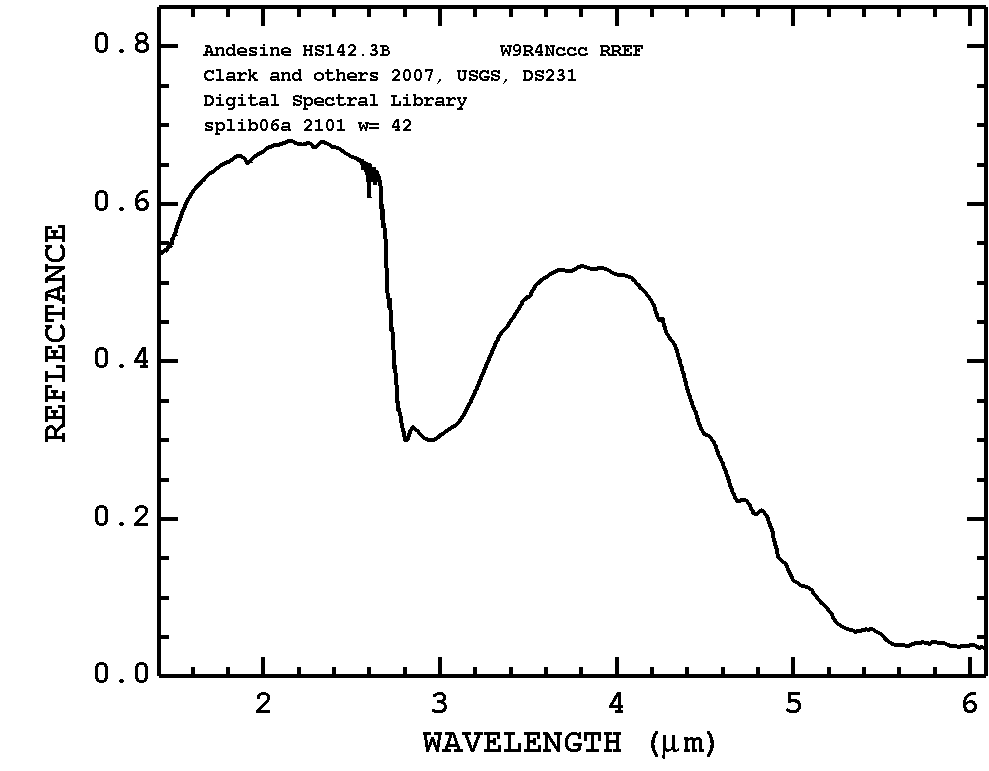 Andesine HS142.3B W9R4Nccc RREF
Clark and others 2007, USGS, DS231
Digital Spectral Library
splib06a 2101 w= 42
0.8
0.6
0.4
0.2
0.0
REFLECTANCE
2 3 4 5 6
WAVELENGTH (μm)